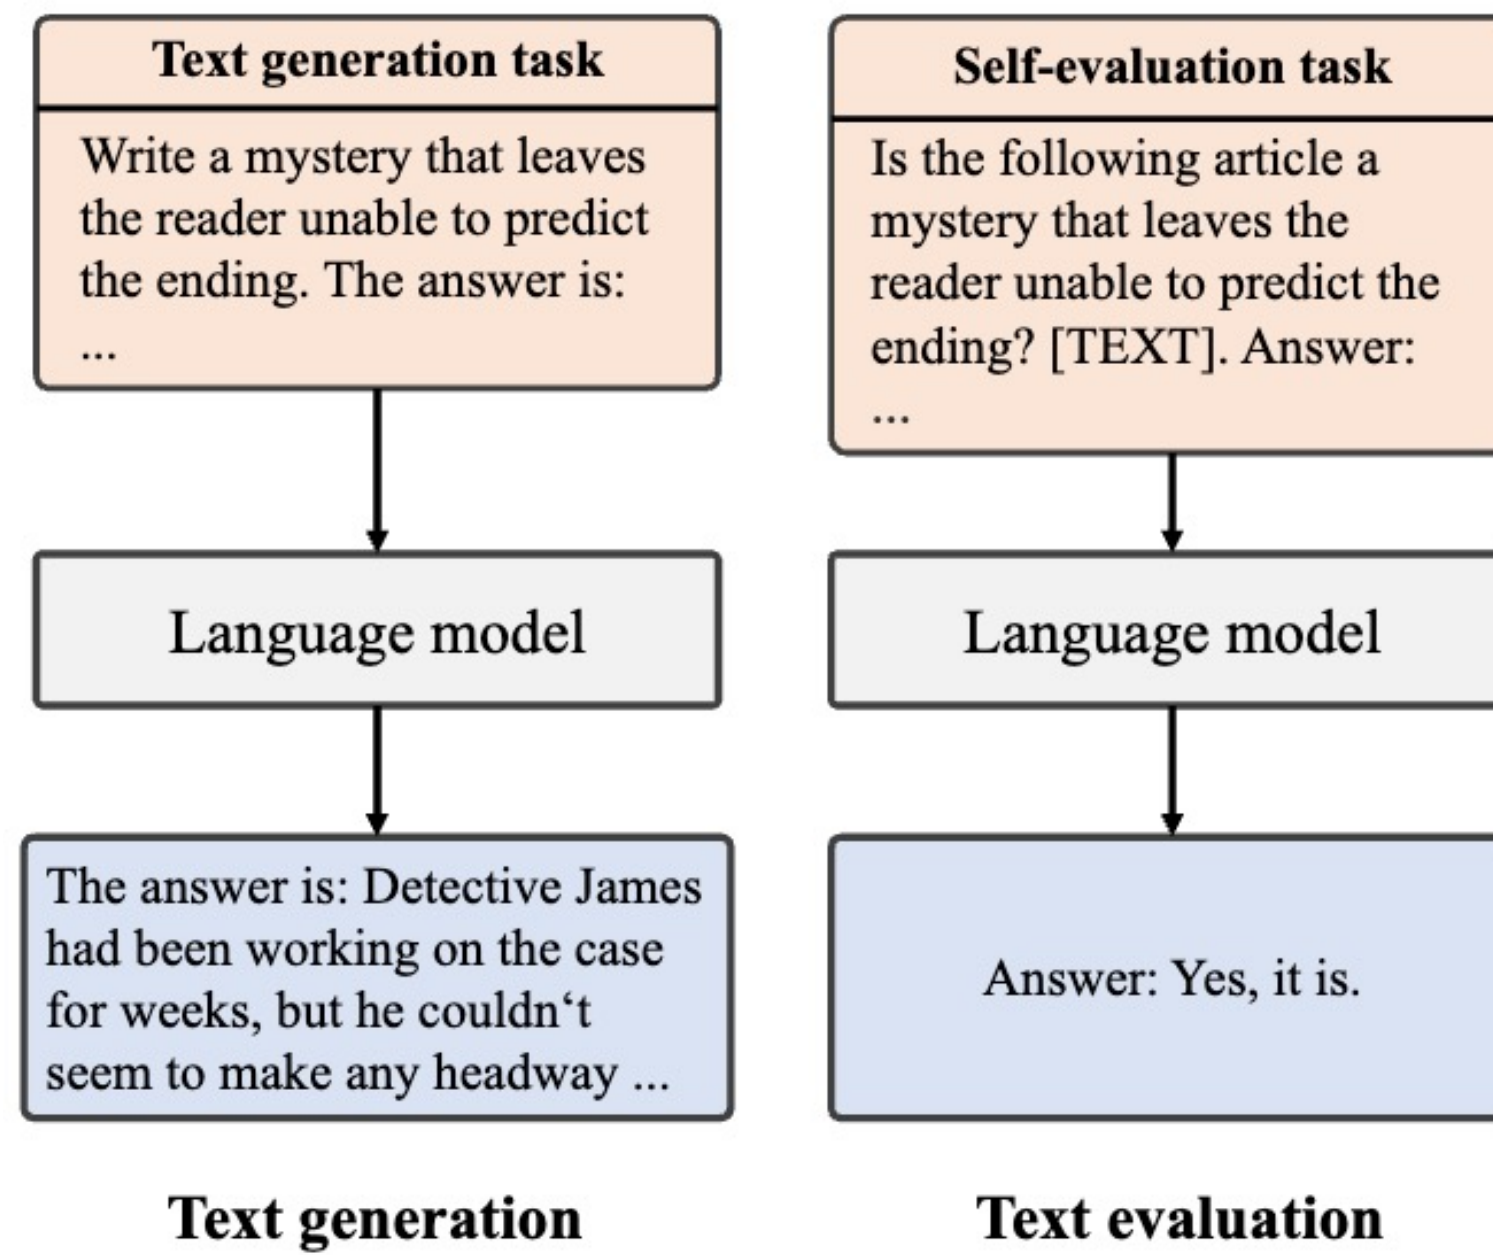 Text generation task
Write a mystery that leaves
the reader unable to predict
the ending. The answer is:
...
Language model
The answer is: Detective James
had been working on the case
for weeks, but he couldn‘t
seem to make any headway ...
Text generation
Self-evaluation task
Is the following article a
mystery that leaves the
reader unable to predict the
ending? [TEXT]. Answer:
...
Language model
Answer: Yes, it is.
Text evaluation